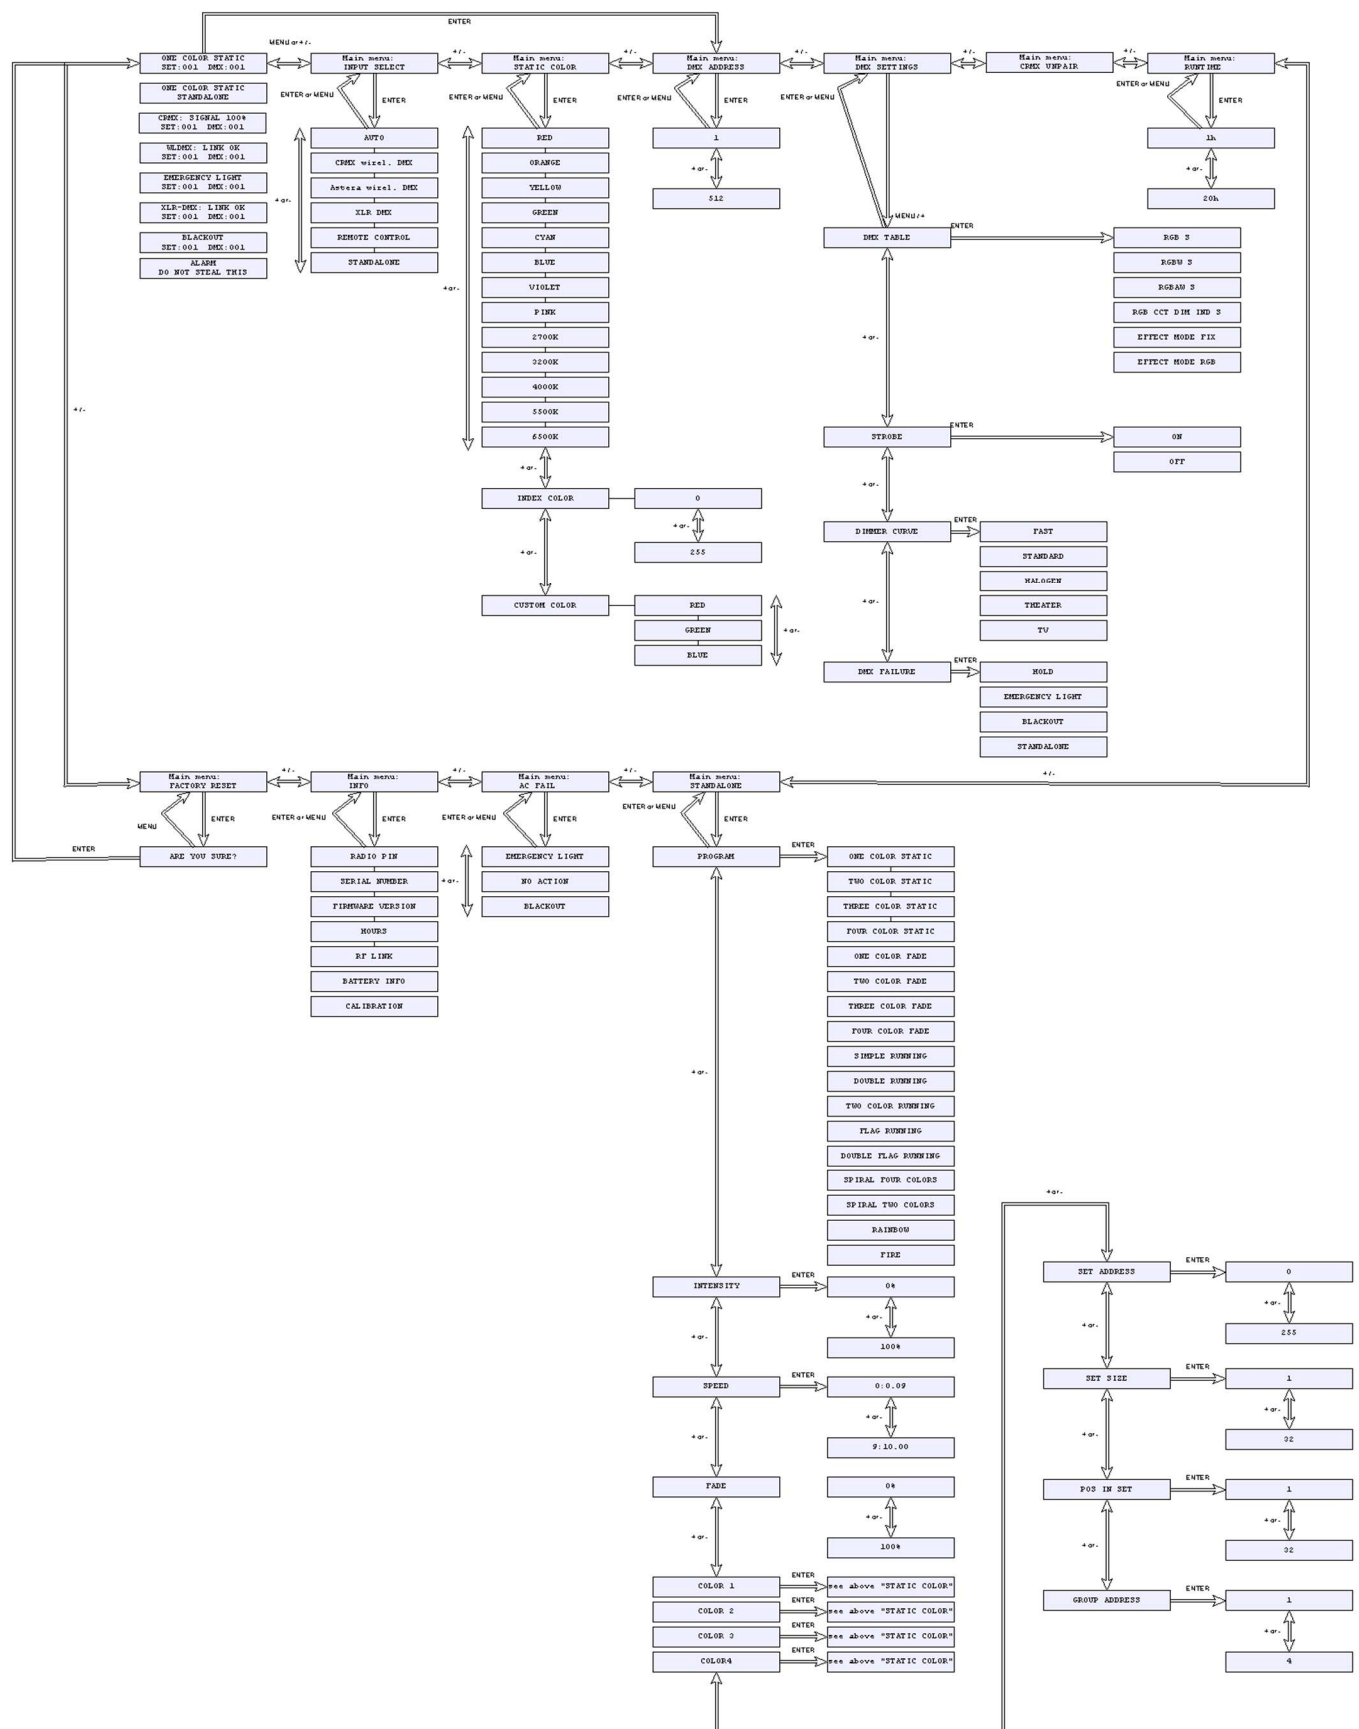 ENTER
MENU or +/-
+/-
+/-
+/-
+/-
+/-
ONE COLOR STATIC
SET:001 DMX:001
Main menu:
INPUT SELECT
Main menu:
STATIC COLOR
Main menu:
DMX ADDRESS
Main menu:
DMX SETTINGS
Main menu:
CRMX UNPAIR
Main menu:
RUNTIME
ONE COLOR STATIC
STANDALONE
CRMX: SIGNAL 100%
SET:001 DMX:001
WLDMX: LINK OK
SET:001 DMX:001
EMERGENCY LIGHT
SET:001 DMX:001
XLR-DMX: LINK OK
SET:001 DMX:001
BLACKOUT
SET:001 DMX:001
ALARM
DO NOT STEAL THIS
ENTER or MENU
ENTER
AUTO
CRMX wirel. DMX
Astera wirel. DMX
XLR DMX
REMOTE CONTROL
STANDALONE
+ or -
ENTER or MENU
ENTER
RED
ORANGE
YELLOW
GREEN
CYAN
BLUE
VIOLET
PINK
2700K
3200K
4000K
5500K
6500K
+ or -
+ or -
INDEX COLOR
0
+ or -
255
+ or -
CUSTOM COLOR
RED
GREEN
BLUE
+ or -
ENTER or MENU
ENTER
1
+ or -
512
ENTER or MENU
MENU / +
DMX TABLE
ENTER
RGB S
RGBW S
RGBAW S
RGB CCT DIM IND S
EFFECT MODE FIX
EFFECT MODE RGB
+ or -
STROBE
ENTER
ON
OFF
+ or -
DIMMER CURVE
ENTER
FAST
STANDARD
HALOGEN
THEATER
TV
+ or -
DMX FAILURE
ENTER
HOLD
EMERGENCY LIGHT
BLACKOUT
STANDALONE
ENTER or MENU
ENTER
1h
+ or -
20h
+/-
+/-
+/-
+/-
+/-
Main menu:
FACTORY RESET
Main menu:
INFO
Main menu:
AC FAIL
Main menu:
STANDALONE
MENU
ENTER
ENTER
ARE YOU SURE?
ENTER or MENU
ENTER
RADIO PIN
SERIAL NUMBER
FIRMWARE VERSION
HOURS
RF LINK
BATTERY INFO
CALIBRATION
ENTER or MENU
ENTER
+ or -
EMERGENCY LIGHT
NO ACTION
BLACKOUT
ENTER or MENU
ENTER
PROGRAM
ENTER
ONE COLOR STATIC
TWO COLOR STATIC
THREE COLOR STATIC
FOUR COLOR STATIC
ONE COLOR FADE
TWO COLOR FADE
THREE COLOR FADE
FOUR COLOR FADE
SIMPLE RUNNING
DOUBLE RUNNING
TWO COLOR RUNNING
FLAG RUNNING
DOUBLE FLAG RUNNING
SPIRAL FOUR COLORS
SPIRAL TWO COLORS
RAINBOW
FIRE
+ or -
INTENSITY
ENTER
0%
+ or -
100%
+ or -
SPEED
ENTER
0:0.09
+ or -
9:10.00
+ or -
FADE
0%
+ or -
100%
+ or -
COLOR 1
ENTER
see above "STATIC COLOR"
COLOR 2
ENTER
see above "STATIC COLOR"
COLOR 3
ENTER
see above "STATIC COLOR"
COLOR4
ENTER
see above "STATIC COLOR"
+ or -
SET ADDRESS
ENTER
0
+ or -
255
+ or -
SET SIZE
ENTER
1
+ or -
32
+ or -
POS IN SET
ENTER
1
+ or -
32
+ or -
GROUP ADDRESS
ENTER
1
+ or -
4